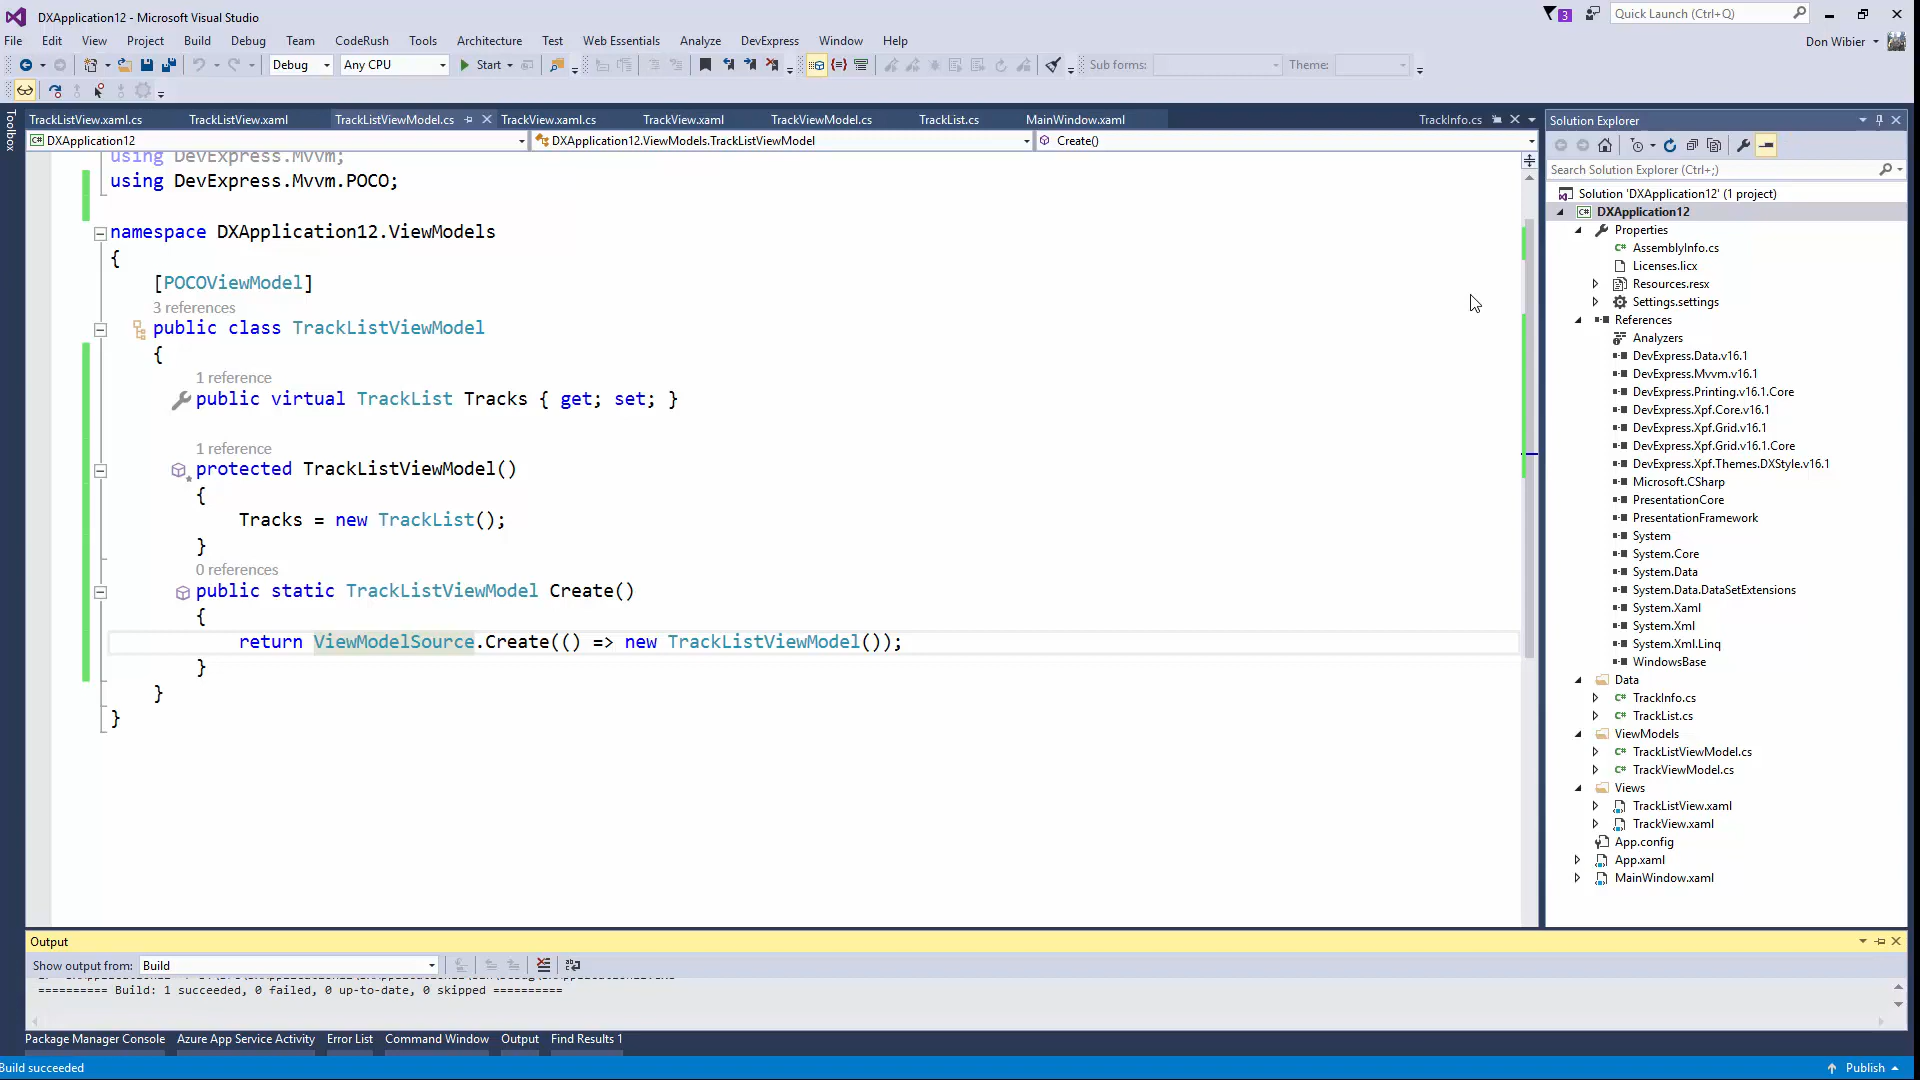 DXApplication12 - Microsoft Visual Studio
3
Quick Launch (Ctrl+Q)
File Edit View Project Build Debug Team CodeRush Tools Architecture Test Web Essentials Analyze DevExpress Window Help
Don Wibier
Debug Any CPU Start Sub forms: Theme:
Toolbox
TrackListView.xaml.cs TrackListView.xaml TrackListViewModel.cs TrackView.xaml.cs TrackView.xaml TrackViewModel.cs TrackList.cs MainWindow.xaml TrackInfo.cs
DXApplication12 DXApplication12.ViewModels.TrackListViewModel Create()
using DevExpress.Mvvm;
using DevExpress.Mvvm.POCO;
namespace DXApplication12.ViewModels
{
[POCOViewModel]
3 references
public class TrackListViewModel
{
1 reference
public virtual TrackList Tracks { get; set; }
1 reference
protected TrackListViewModel()
{
Tracks = new TrackList();
}
0 references
public static TrackListViewModel Create()
{
return ViewModelSource.Create(() => new TrackListViewModel());
}
}
}
Solution Explorer
Search Solution Explorer (Ctrl+;)
Solution 'DXApplication12' (1 project)
DXApplication12
Properties
AssemblyInfo.cs
Licenses.licx
Resources.resx
Settings.settings
References
Analyzers
DevExpress.Data.v16.1
DevExpress.Mvvm.v16.1
DevExpress.Printing.v16.1.Core
DevExpress.Xpf.Core.v16.1
DevExpress.Xpf.Grid.v16.1
DevExpress.Xpf.Grid.v16.1.Core
DevExpress.Xpf.Themes.DXStyle.v16.1
Microsoft.CSharp
PresentationCore
PresentationFramework
System
System.Core
System.Data
System.Data.DataSetExtensions
System.Xaml
System.Xml
System.Xml.Linq
WindowsBase
Data
TrackInfo.cs
TrackList.cs
ViewModels
TrackListViewModel.cs
TrackViewModel.cs
Views
TrackListView.xaml
TrackView.xaml
App.config
App.xaml
MainWindow.xaml
Output
Show output from: Build
========== Build: 1 succeeded, 0 failed, 0 up-to-date, 0 skipped ==========
Package Manager Console Azure App Service Activity Error List Command Window Output Find Results 1
Build succeeded
Publish